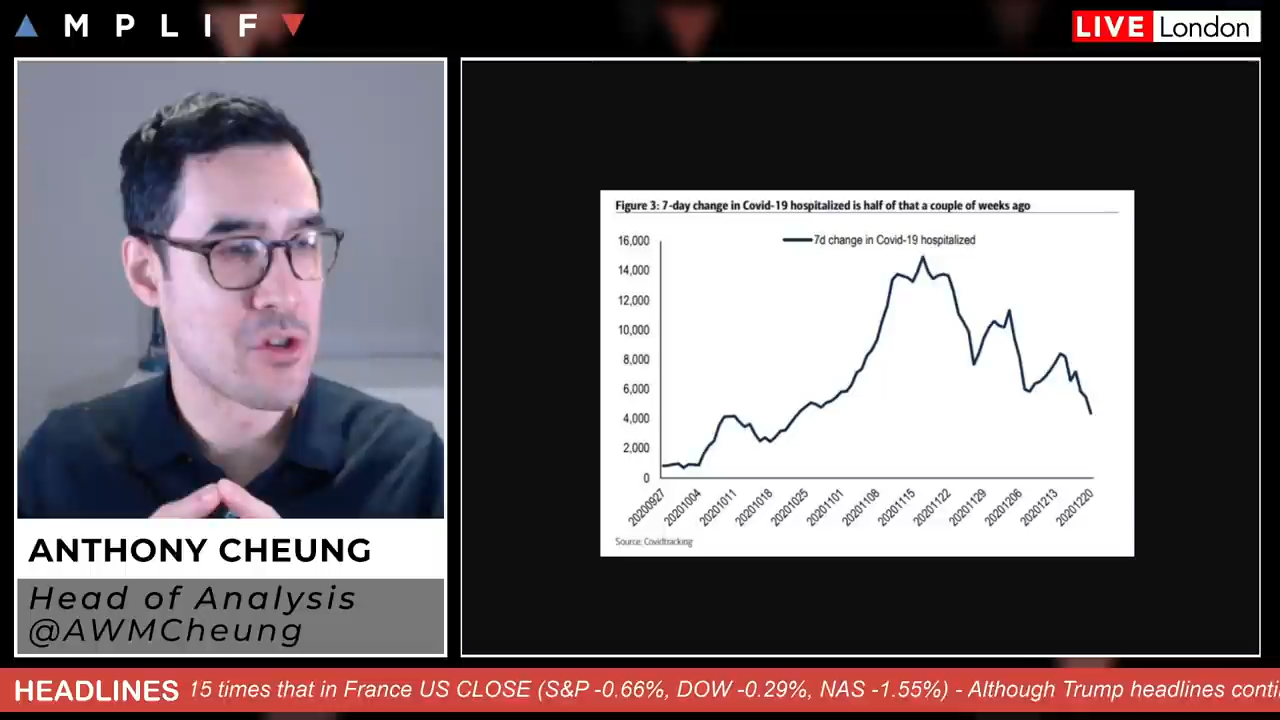 AMPLIFY
LIVE London
Figure 3: 7-day change in Covid-19 hospitalized is half of that a couple of weeks ago
7d change in Covid-19 hospitalized
16,000
14,000
12,000
10,000
8,000
6,000
4,000
2,000
0
20200927
20201004
20201011
20201018
20201025
20201101
20201108
20201115
20201122
20201129
20201206
20201213
20201220
Source: Covidtracking
ANTHONY CHEUNG
Head of Analysis
@AWMCheung
HEADLINES 15 times that in France US CLOSE (S&P -0.66%, DOW -0.29%, NAS -1.55%) - Although Trump headlines conti